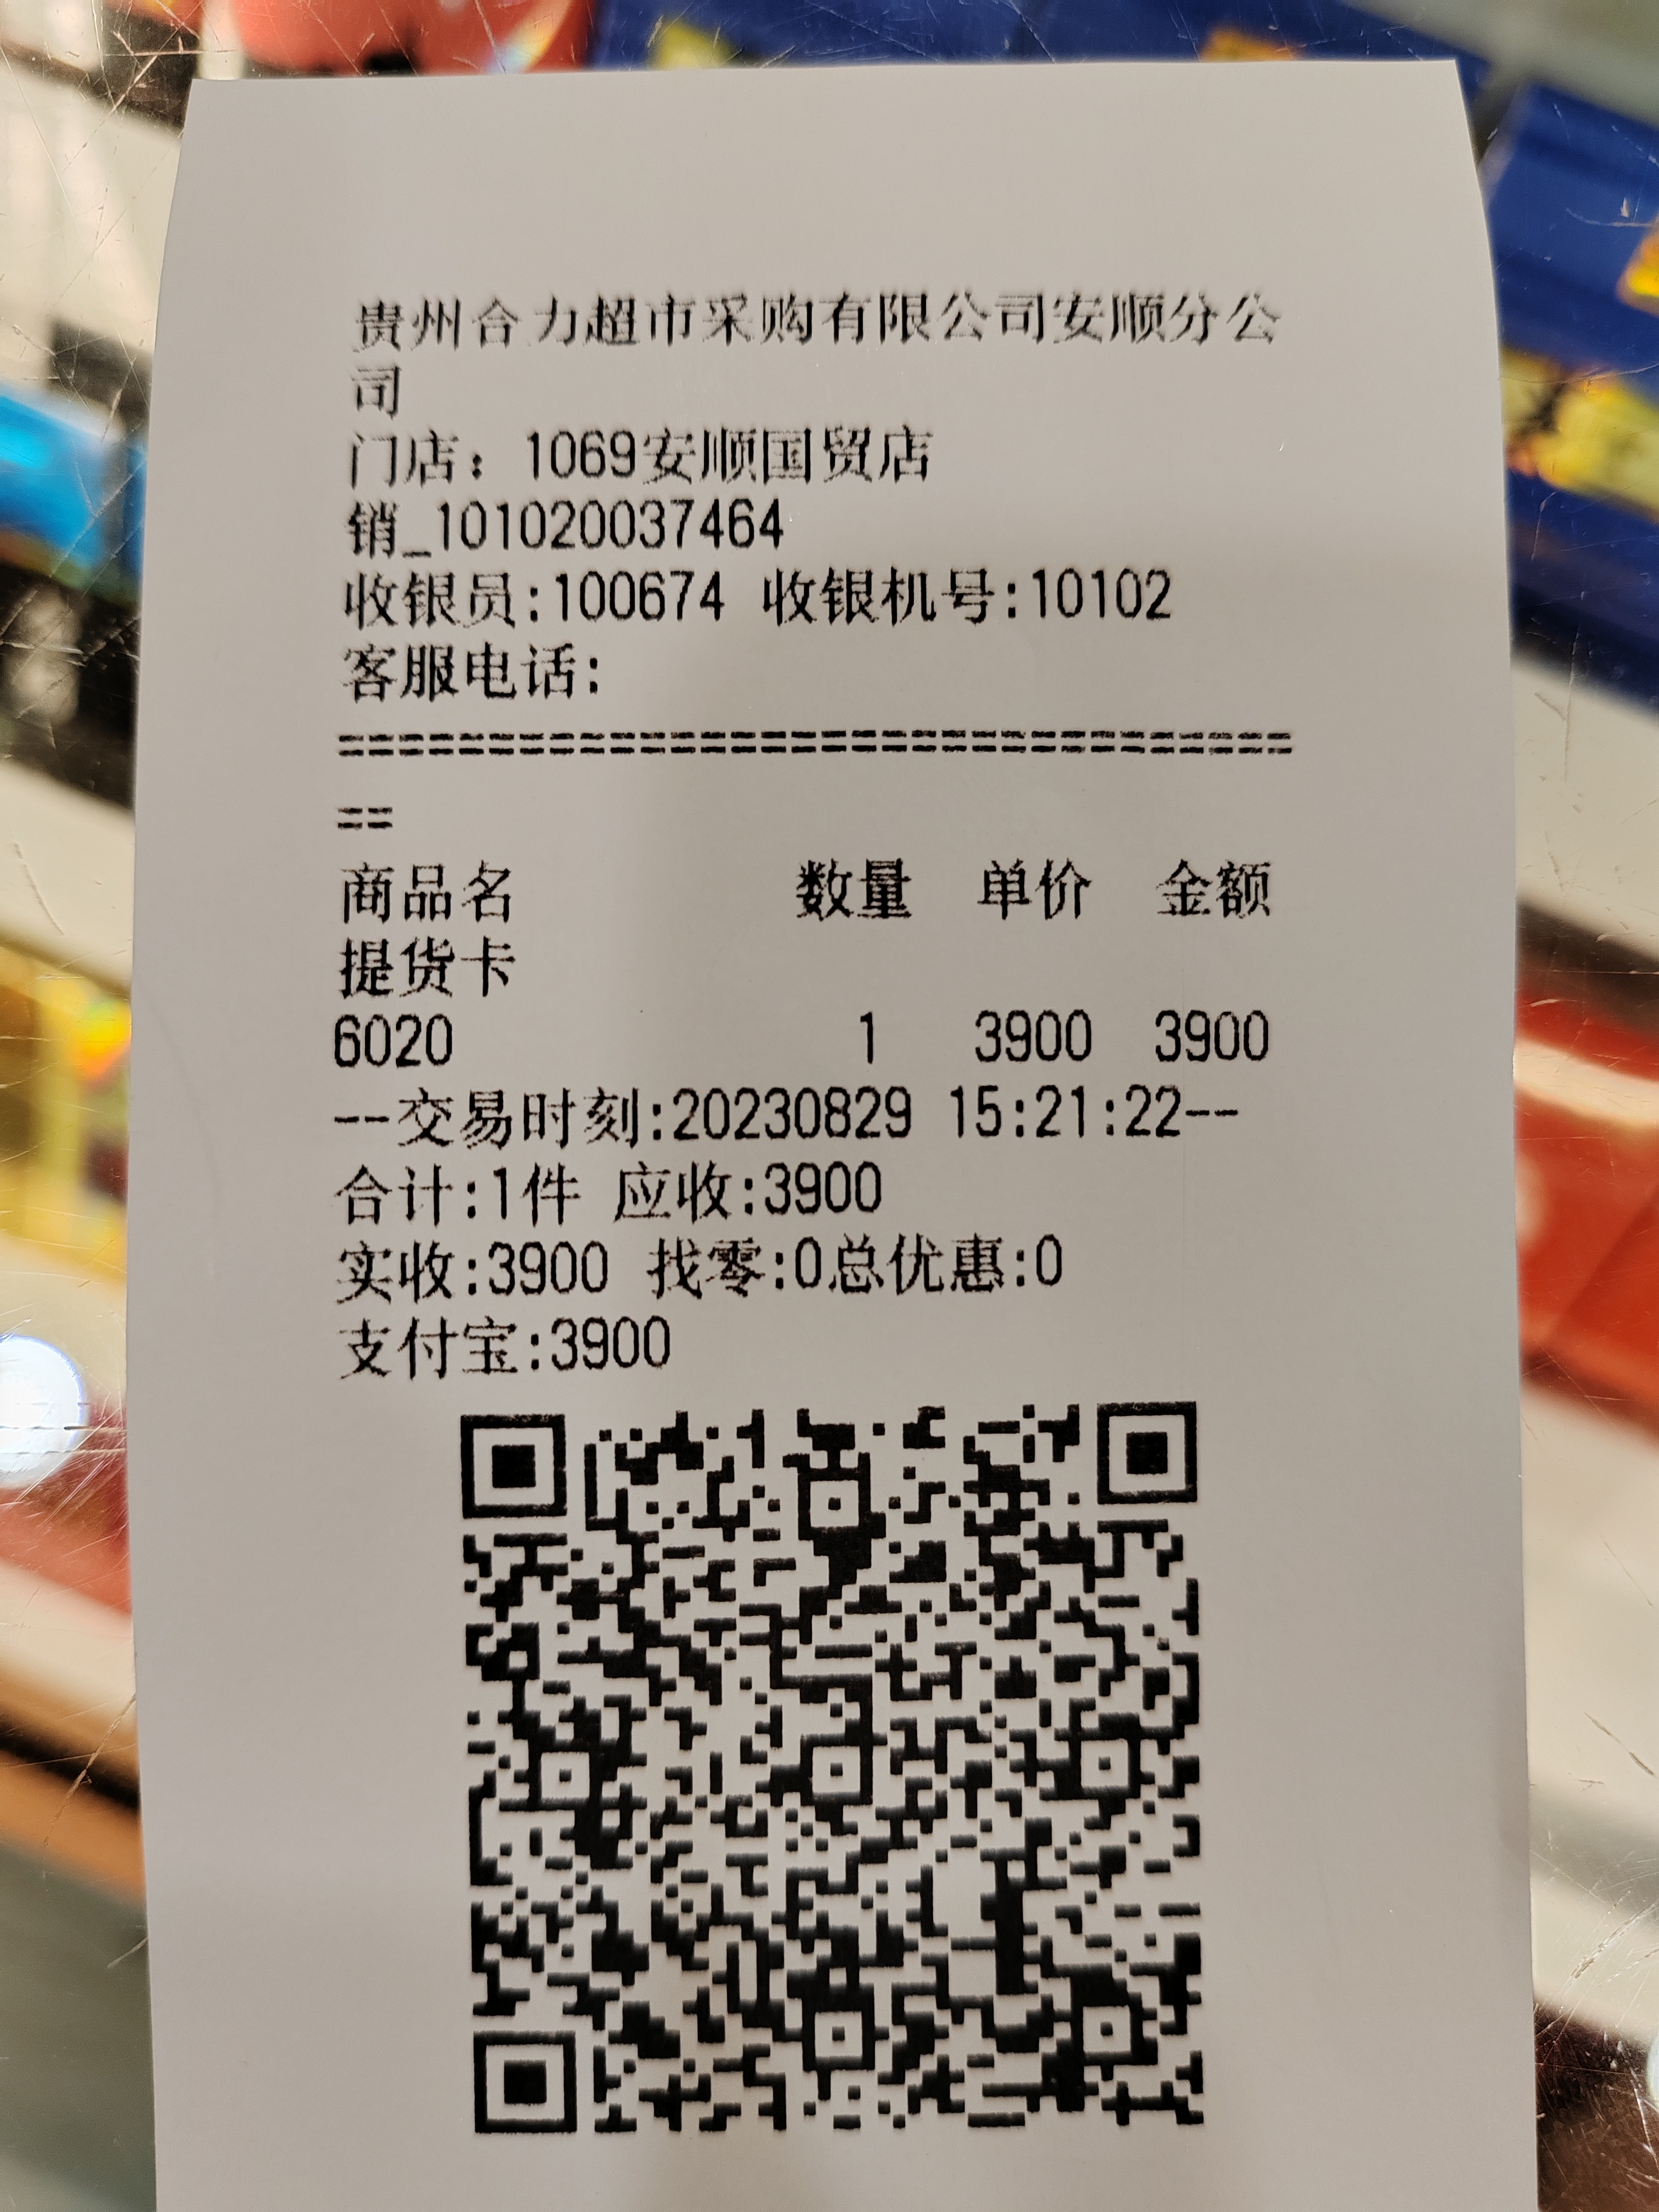 贵州合力超市采购有限公司安顺分公
司
门店：1069安顺国贸店
销_101020037464
收银员:100674 收银机号:10102
客服电话:
================================
==
商品名 数量 单价 金额
提货卡
6020 1 3900 3900
--交易时刻:20230829 15:21:22--
合计:1件 应收:3900
实收:3900 找零:0总优惠:0
支付宝:3900